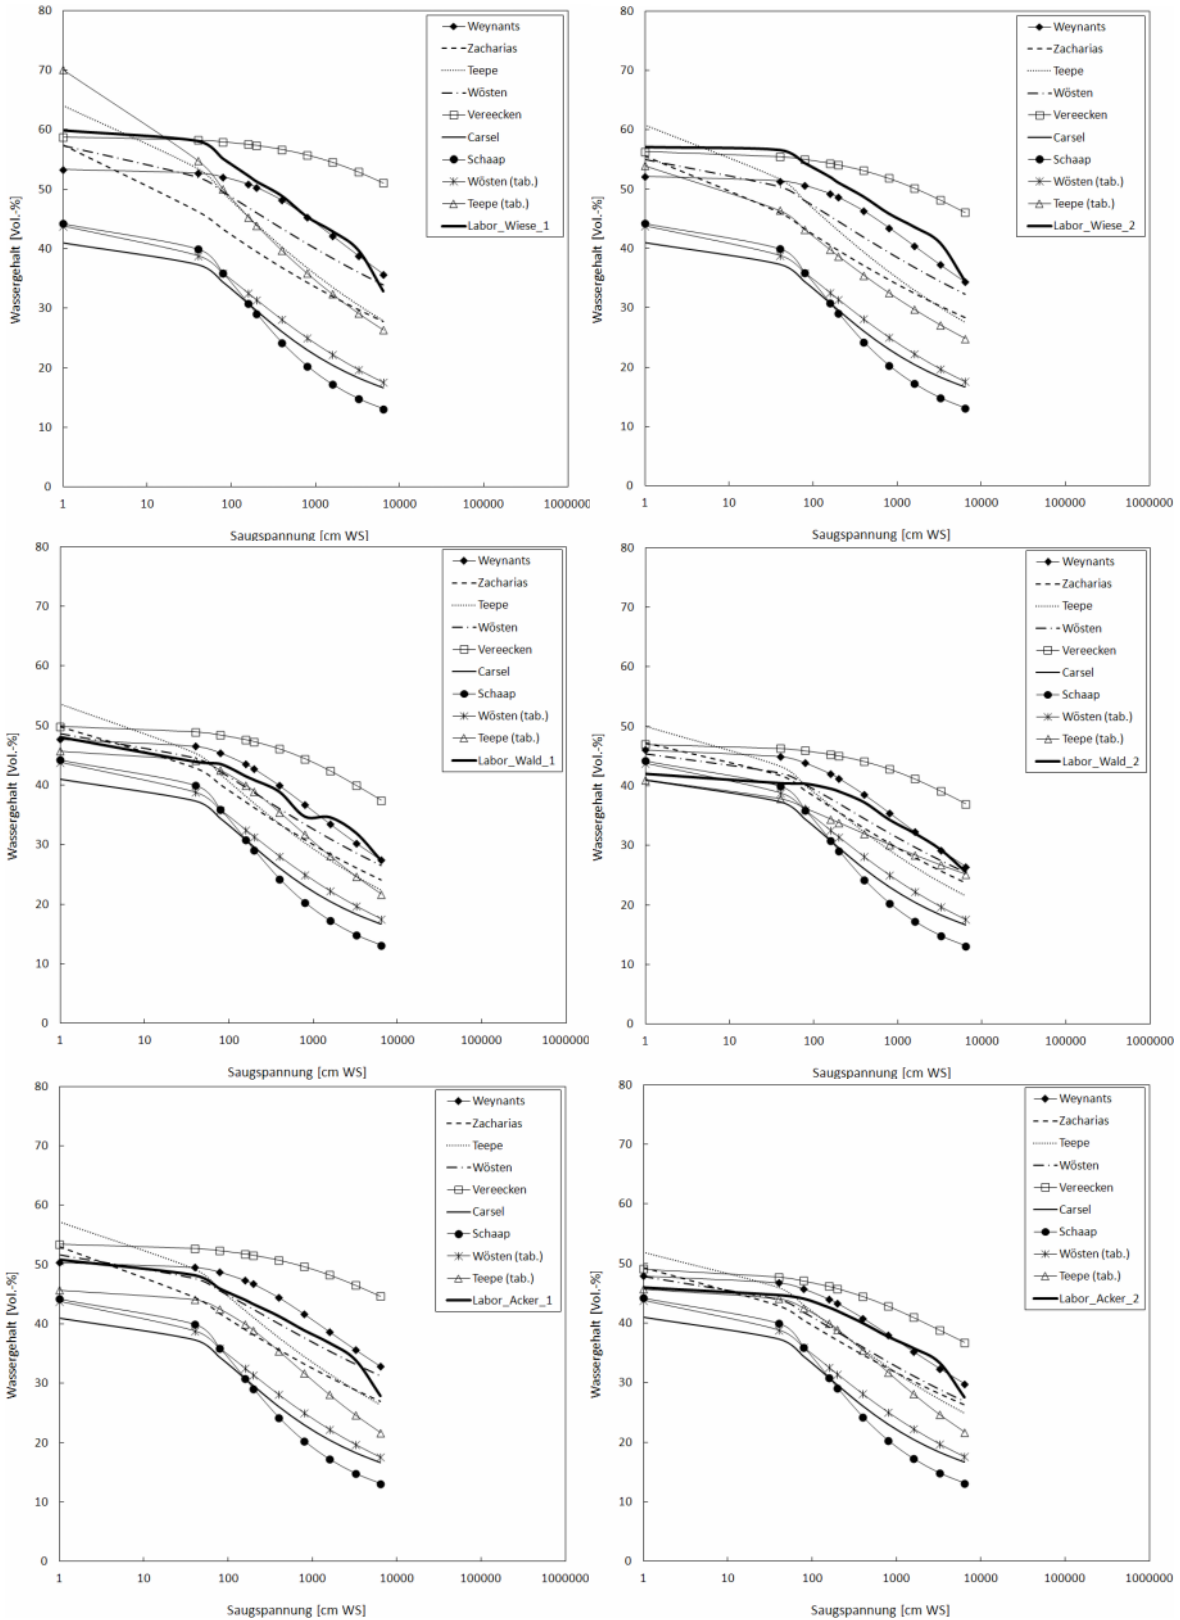 80
70
60
50
40
30
20
10
0
Wassergehalt [Vol.-%]
1
10
100
1000
10000
100000
1000000
Saugspannung [cm WS]
Weynants
Zacharias
Teepe
Wösten
Vereecken
Carsel
Schaap
Wösten (tab.)
Teepe (tab.)
Labor_Wiese_1
80
70
60
50
40
30
20
10
0
Wassergehalt [Vol.-%]
1
10
100
1000
10000
100000
1000000
Saugspannung [cm WS]
Weynants
Zacharias
Teepe
Wösten
Vereecken
Carsel
Schaap
Wösten (tab.)
Teepe (tab.)
Labor_Wiese_2
80
70
60
50
40
30
20
10
0
Wassergehalt [Vol.-%]
1
10
100
1000
10000
100000
1000000
Saugspannung [cm WS]
Weynants
Zacharias
Teepe
Wösten
Vereecken
Carsel
Schaap
Wösten (tab.)
Teepe (tab.)
Labor_Wald_1
80
70
60
50
40
30
20
10
0
Wassergehalt [Vol.-%]
1
10
100
1000
10000
100000
1000000
Saugspannung [cm WS]
Weynants
Zacharias
Teepe
Wösten
Vereecken
Carsel
Schaap
Wösten (tab.)
Teepe (tab.)
Labor_Wald_2
80
70
60
50
40
30
20
10
0
Wassergehalt [Vol.-%]
1
10
100
1000
10000
100000
1000000
Saugspannung [cm WS]
Weynants
Zacharias
Teepe
Wösten
Vereecken
Carsel
Schaap
Wösten (tab.)
Teepe (tab.)
Labor_Acker_1
80
70
60
50
40
30
20
10
0
Wassergehalt [Vol.-%]
1
10
100
1000
10000
100000
1000000
Saugspannung [cm WS]
Weynants
Zacharias
Teepe
Wösten
Vereecken
Carsel
Schaap
Wösten (tab.)
Teepe (tab.)
Labor_Acker_2